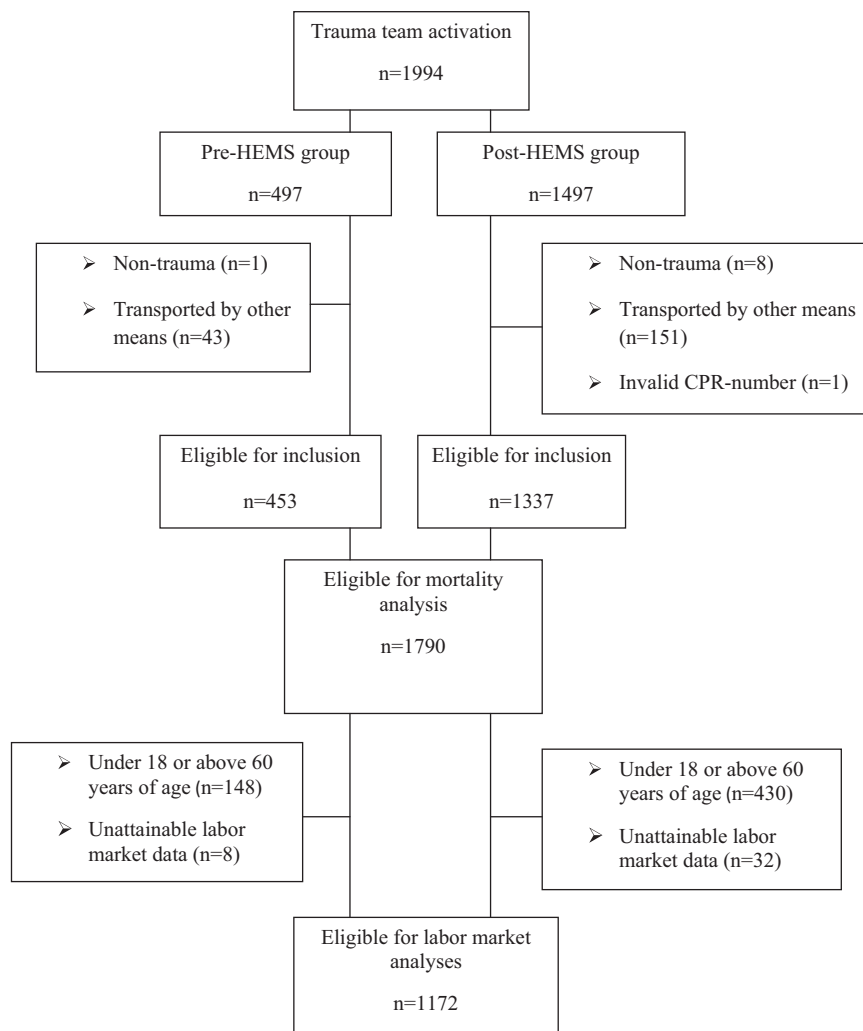 Trauma team activation
n=1994
Pre-HEMS group
n=497
Post-HEMS group
n=1497
➢ Non-trauma (n=1)
➢ Transported by other
means (n=43)
➢ Non-trauma (n=8)
➢ Transported by other means
(n=151)
➢ Invalid CPR-number (n=1)
Eligible for inclusion
n=453
Eligible for inclusion
n=1337
Eligible for mortality
analysis
n=1790
➢ Under 18 or above 60
years of age (n=148)
➢ Unattainable labor
market data (n=8)
➢ Under 18 or above 60
years of age (n=430)
➢ Unattainable labor
market data (n=32)
Eligible for labor market
analyses
n=1172